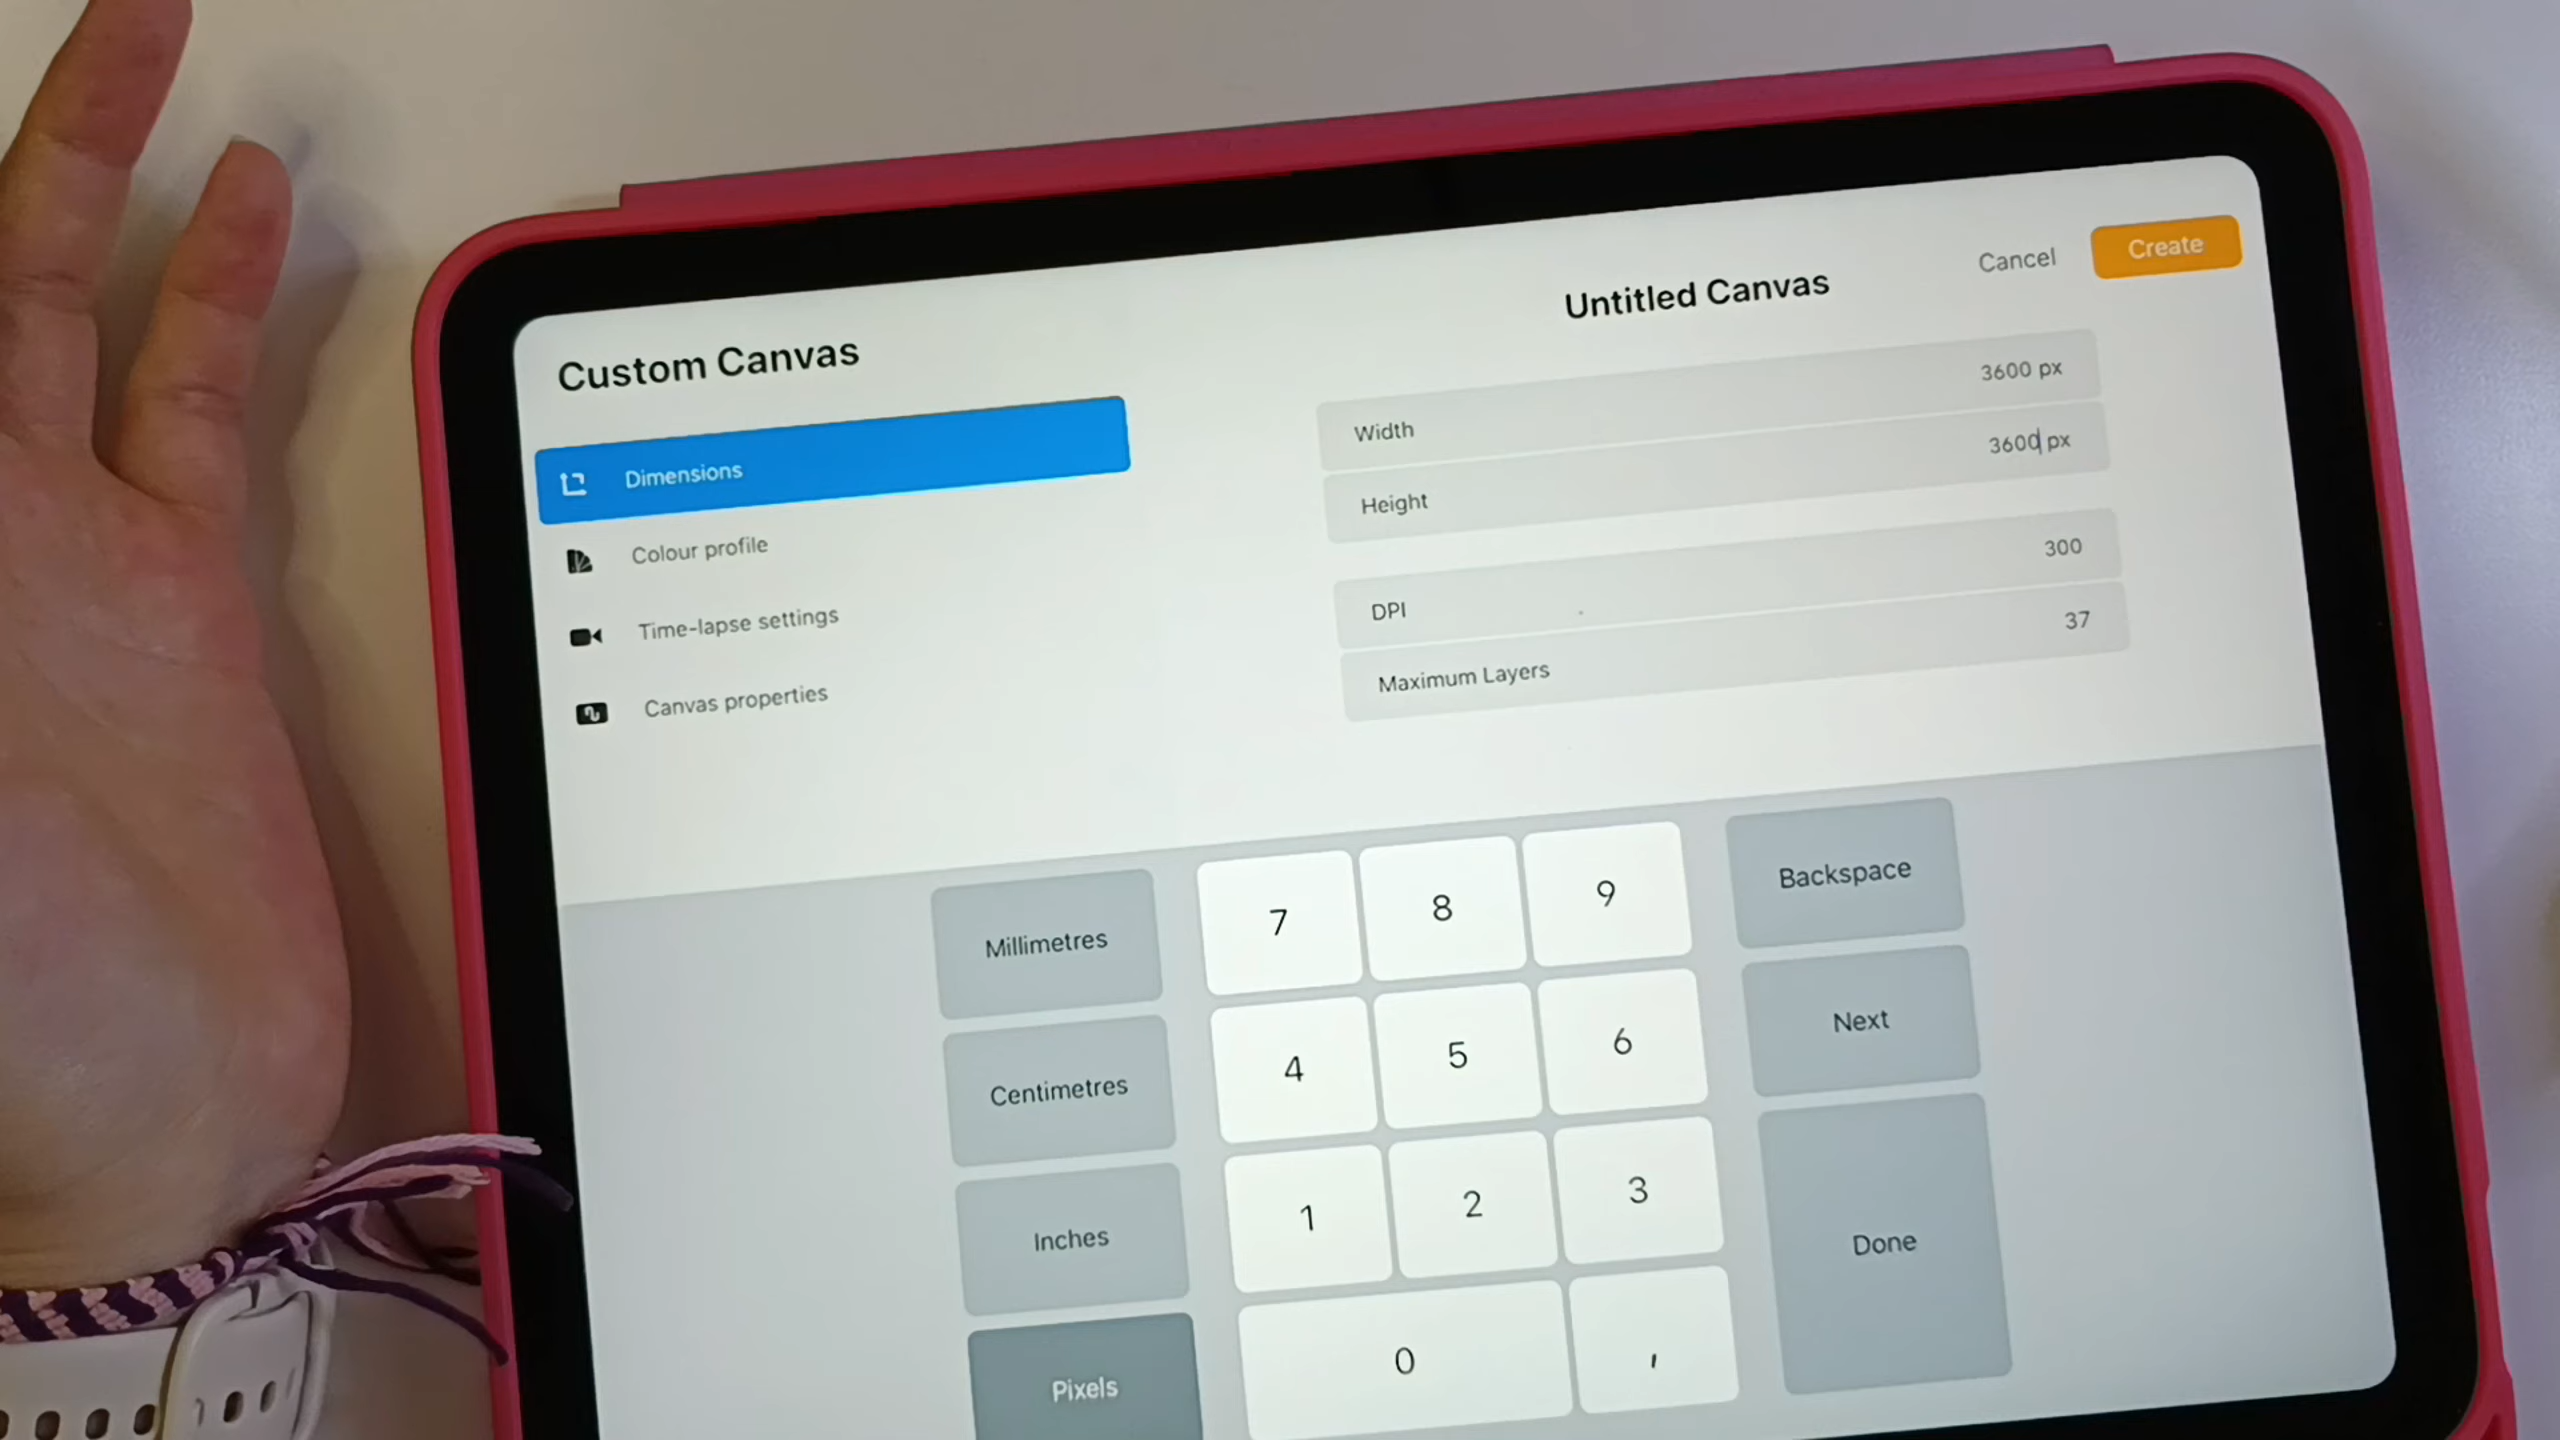 Cancel
Create
Untitled Canvas
Custom Canvas
Dimensions
Colour profile
Time-lapse settings
Canvas properties
Width 3600 px
Height 3600 px
DPI 300
Maximum Layers 37
Millimetres 7 8 9 Backspace
Centimetres 4 5 6 Next
Inches 1 2 3 Done
Pixels 0 ,